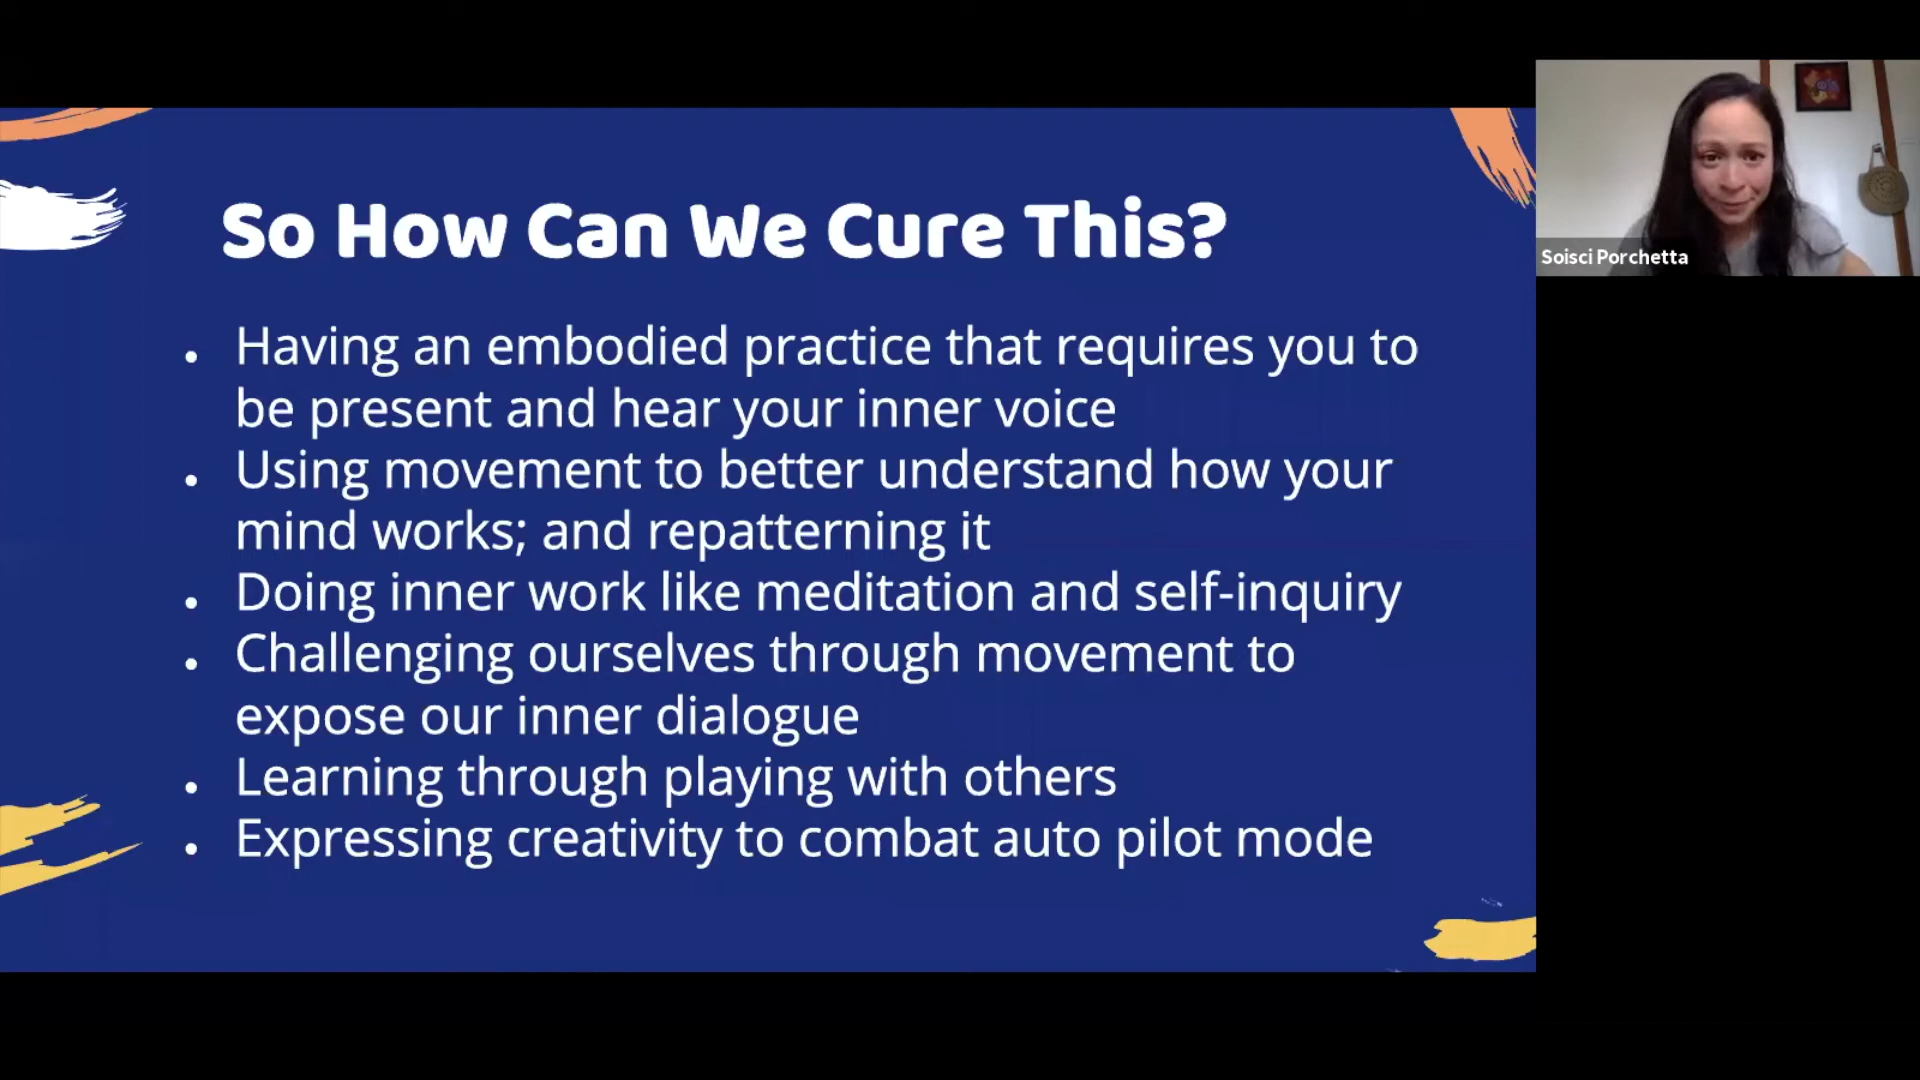 So How Can We Cure This?
• Having an embodied practice that requires you to
be present and hear your inner voice
• Using movement to better understand how your
mind works; and repatterning it
• Doing inner work like meditation and self-inquiry
• Challenging ourselves through movement to
expose our inner dialogue
• Learning through playing with others
• Expressing creativity to combat auto pilot mode
Soisci Porchetta